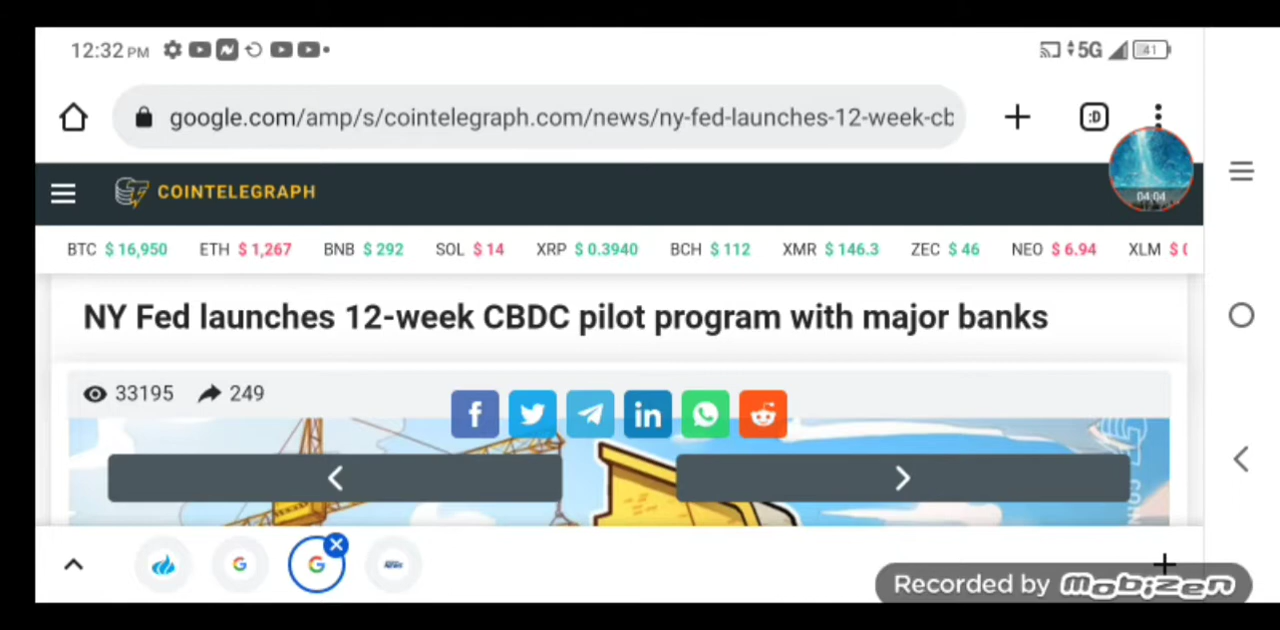 12:32 PM 5G 41
google.com/amp/s/cointelegraph.com/news/ny-fed-launches-12-week-cb
:D
COINTELEGRAPH
04:04
BTC $ 16,950 ETH $ 1,267 BNB $ 292 SOL $ 14 XRP $ 0.3940 BCH $ 112 XMR $ 146.3 ZEC $ 46 NEO $ 6.94 XLM $
NY Fed launches 12-week CBDC pilot program with major banks
33195 249
Recorded by mobizen